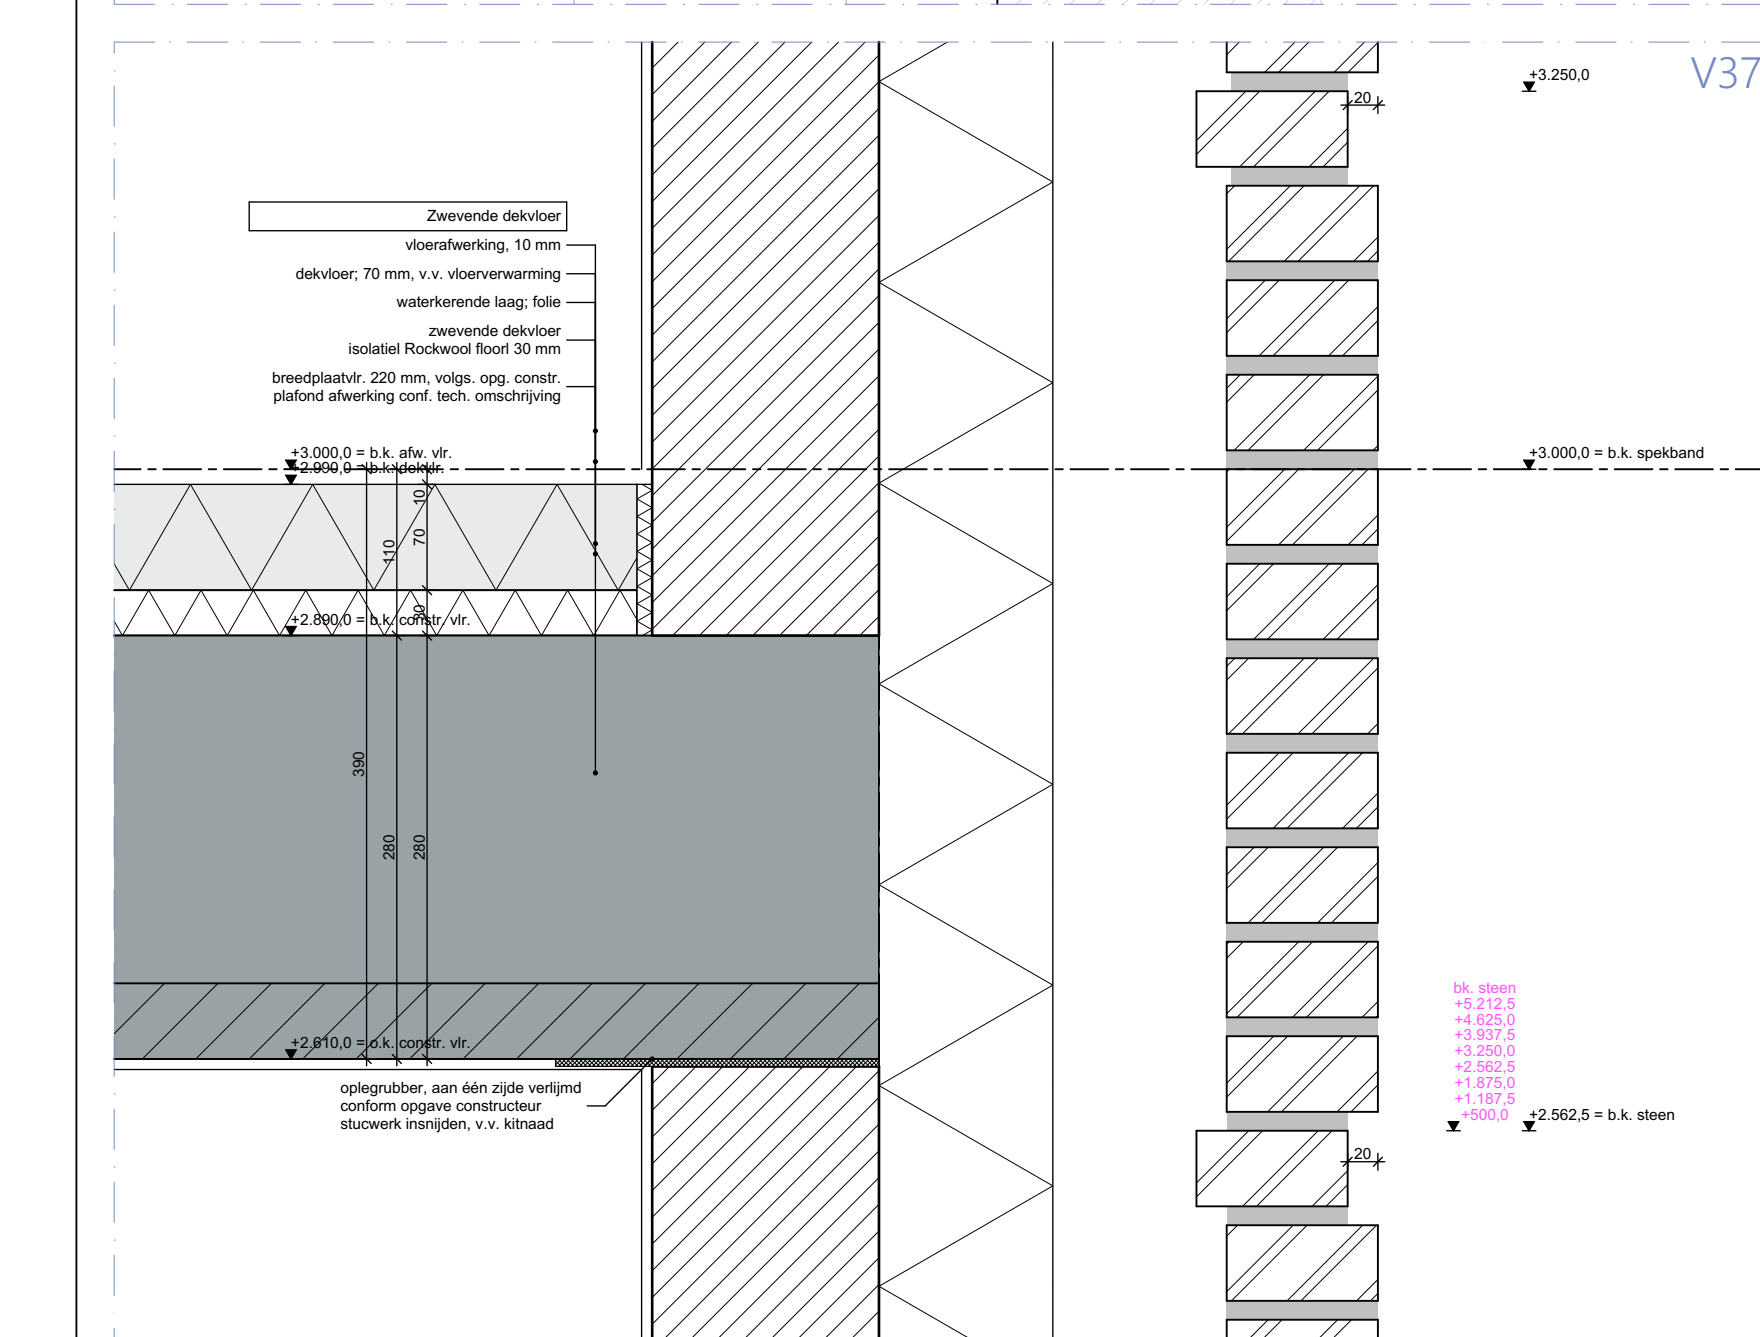 V37
+3.250,0
20
Zwevende dekvloer
vloerafwerking, 10 mm
dekvloer; 70 mm, v.v. vloerverwarming
waterkerende laag; folie
zwevende dekvloer
isolatiel Rockwool floorl 30 mm
breedplaatvlr. 220 mm, volgs. opg. constr.
plafond afwerking conf. tech. omschrijving
+3.000,0 = b.k. afw. vlr.
+2.990,0 = b.k. dekvlr.
+3.000,0 = b.k. spekband
10
70
110
30
+2.890,0 = b.k. constr. vlr.
390
280
280
+2.610,0 = o.k. constr. vlr.
oplegrubber, aan één zijde verlijmd
conform opgave constructeur
stucwerk insnijden, v.v. kitnaad
bk. steen
+5.212,5
+4.625,0
+3.937,5
+3.250,0
+2.562,5
+1.875,0
+1.187,5
+500,0
+2.562,5 = b.k. steen
20